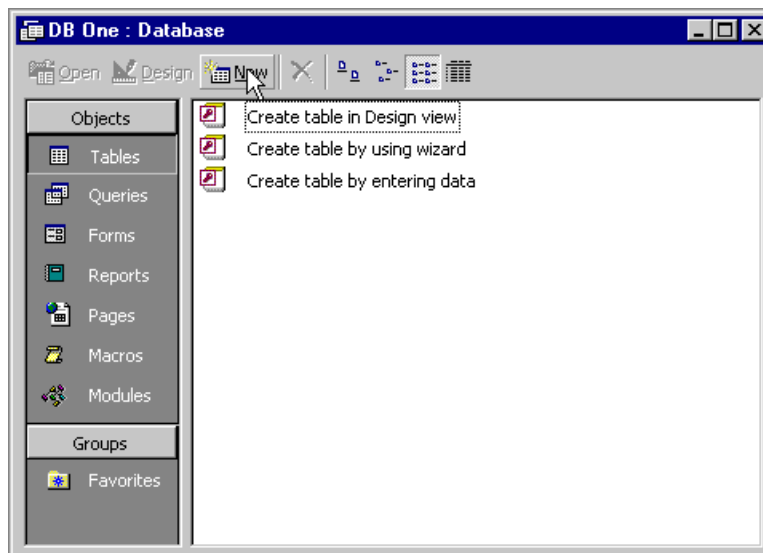 DB One : Database
Open Design New
Objects
Tables
Queries
Forms
Reports
Pages
Macros
Modules
Groups
Favorites
Create table in Design view
Create table by using wizard
Create table by entering data